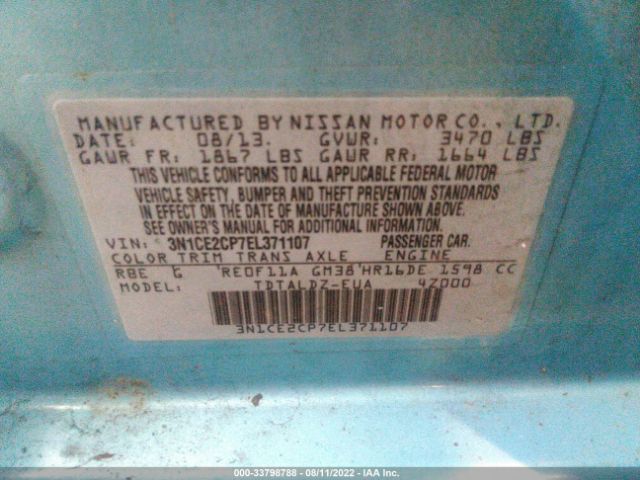 MANUFACTURED BY NISSAN MOTOR CO., LTD.
DATE: 08/13. GVWR: 3470 LBS
GAWR FR: 1867 LBS GAWR RR: 1664 LBS
THIS VEHICLE CONFORMS TO ALL APPLICABLE FEDERAL MOTOR
VEHICLE SAFETY, BUMPER AND THEFT PREVENTION STANDARDS
IN EFFECT ON THE DATE OF MANUFACTURE SHOWN ABOVE.
SEE OWNER'S MANUAL FOR ADDITIONAL INFORMATION.
VIN: 3N1CE2CP7EL371107 PASSENGER CAR.
COLOR TRIM TRANS AXLE ENGINE
RBE G RE0F11A GM38 HR16DE 1598 CC
MODEL TDTALDZ-EUA 4Z000
3N1CE2CP7EL371107
000-33798788 - 08/11/2022 - IAA Inc.